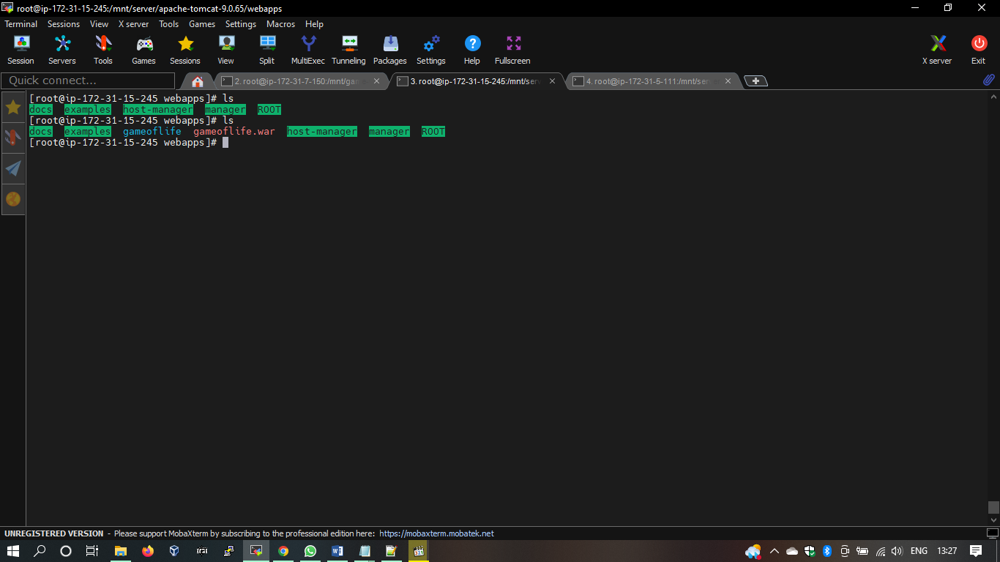 root@ip-172-31-15-245:/mnt/server/apache-tomcat-9.0.65/webapps
Terminal Sessions View X server Tools Games Settings Macros Help
Session Servers Tools Games Sessions View Split MultiExec Tunneling Packages Settings Help Fullscreen X server Exit
Quick connect... 2. root@ip-172-31-7-150:/mnt/gam 3. root@ip-172-31-15-245:/mnt/serv 4. root@ip-172-31-5-111:/mnt/serv
[root@ip-172-31-15-245 webapps]# ls
docs examples host-manager manager ROOT
[root@ip-172-31-15-245 webapps]# ls
docs examples gameoflife gameoflife.war host-manager manager ROOT
[root@ip-172-31-15-245 webapps]#
UNREGISTERED VERSION - Please support MobaXterm by subscribing to the professional edition here: https://mobaxterm.mobatek.net
ENG 13:27